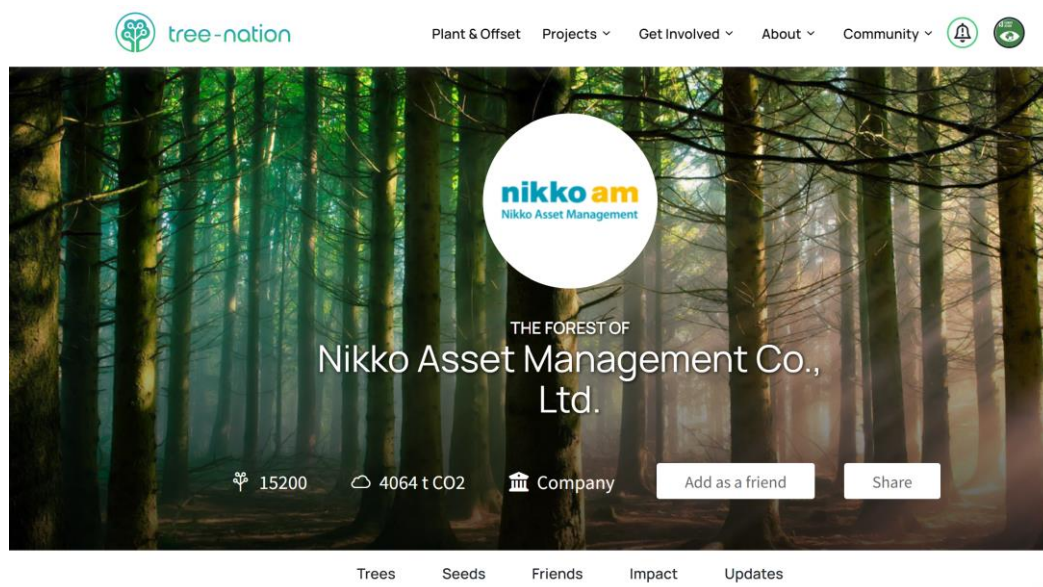 tree-nation
Plant & Offset Projects Get Involved About Community
nikko am
Nikko Asset Management
THE FOREST OF
Nikko Asset Management Co.,
Ltd.
15200 4064 t CO2 Company Add as a friend Share
Trees Seeds Friends Impact Updates